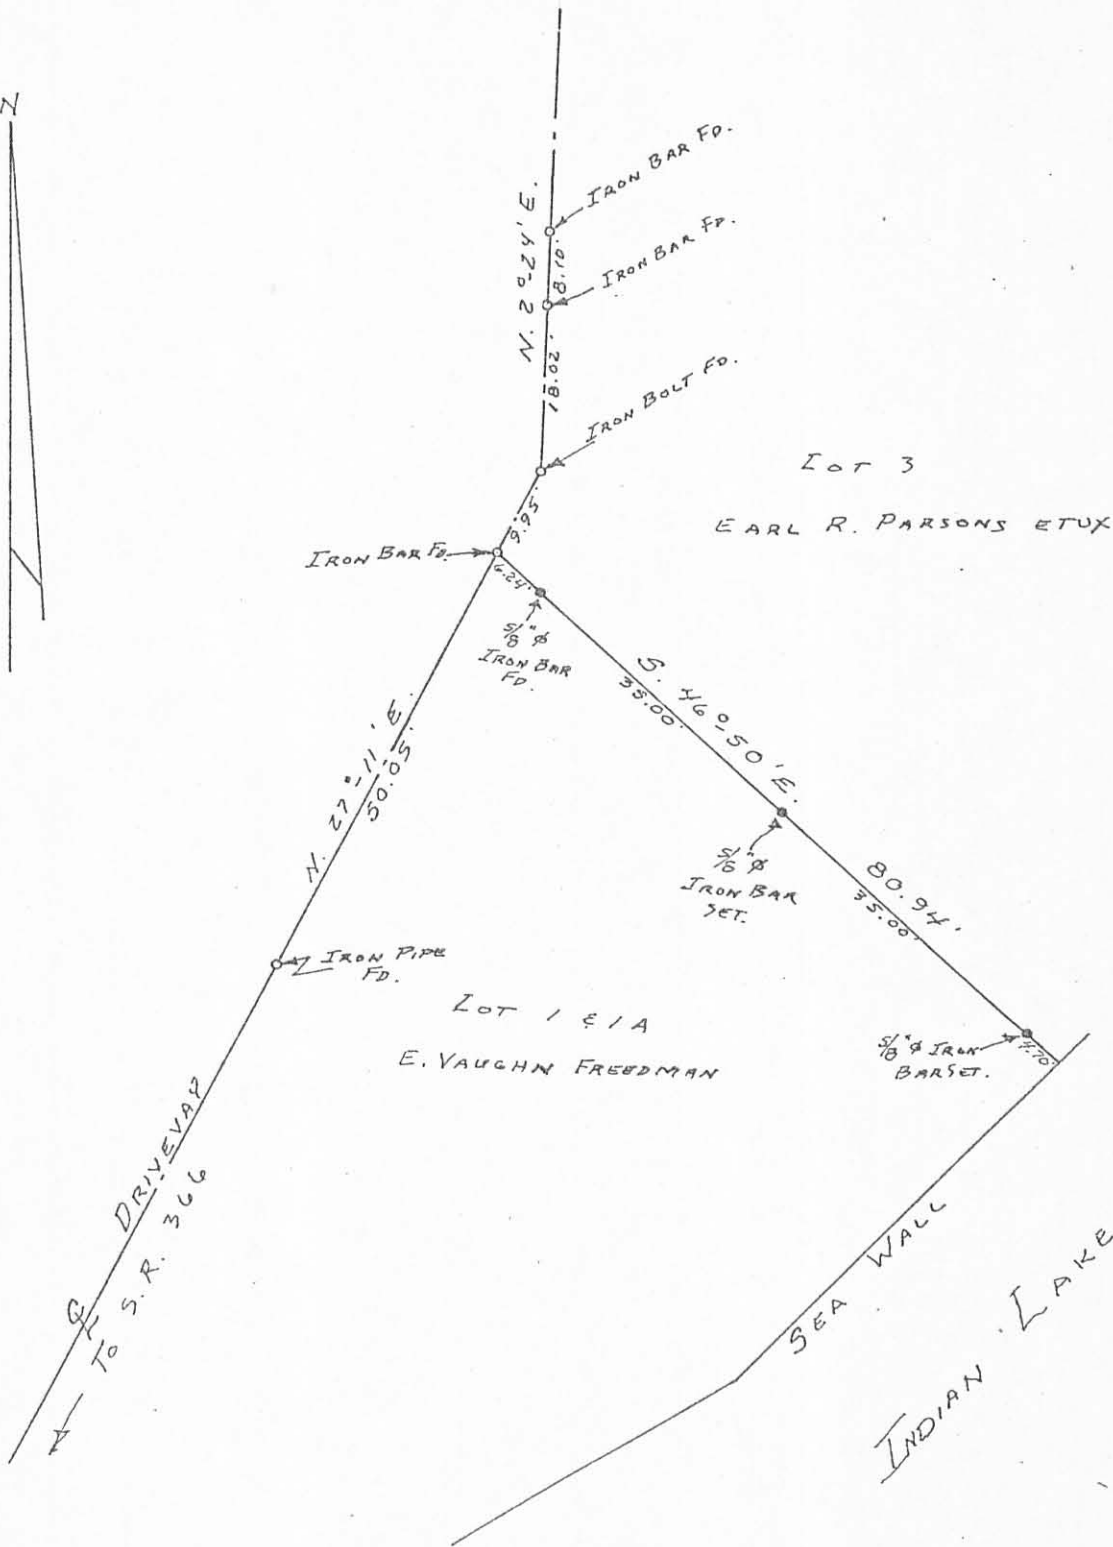 N
IRON BAR FD.
IRON BAR FD.
N. 2°-24' E.
8.10'
20.81'
IRON BOLT FD.
LOT 3
EARL R. PARSONS ETUX
9.95'
IRON BAR FD.
6.24'
5/8"ϕ
IRON BAR
FD.
S. 46°-50' E.
35.00'
N. 27°-11' E.
50.05'
5/8"ϕ
IRON BAR
SET.
80.94'
35.00'
IRON PIPE
FD.
LOT 1 & 1A
E. VAUGHN FREEDMAN
5/8"ϕ IRON
BAR SET.
4.70'
DRIVEWAY
℄
TO S.R. 366
SEA WALL
INDIAN LAKE